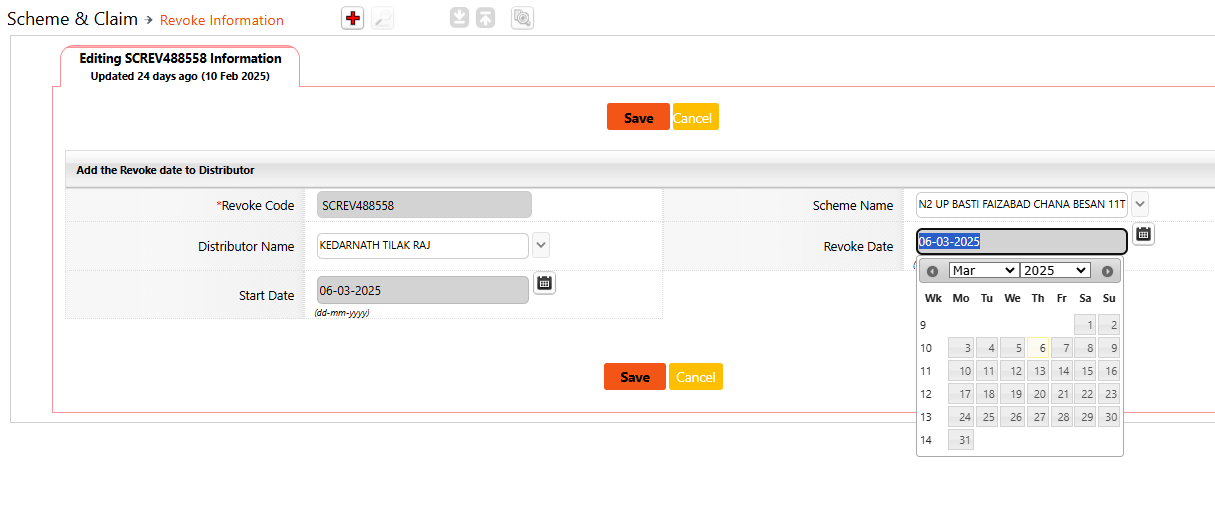 Scheme & Claim → Revoke Information
Editing SCREV488558 Information
Updated 24 days ago (10 Feb 2025)
Save Cancel
Add the Revoke date to Distributor
*Revoke Code SCREV488558 Scheme Name N2 UP BASTI FAIZABAD CHANA BESAN 11T
Distributor Name KEDARNATH TILAK RAJ Revoke Date 06-03-2025
Start Date 06-03-2025
(dd-mm-yyyy)
Mar 2025
Wk Mo Tu We Th Fr Sa Su
9 1 2
10 3 4 5 6 7 8 9
11 10 11 12 13 14 15 16
12 17 18 19 20 21 22 23
13 24 25 26 27 28 29 30
14 31
Save Cancel